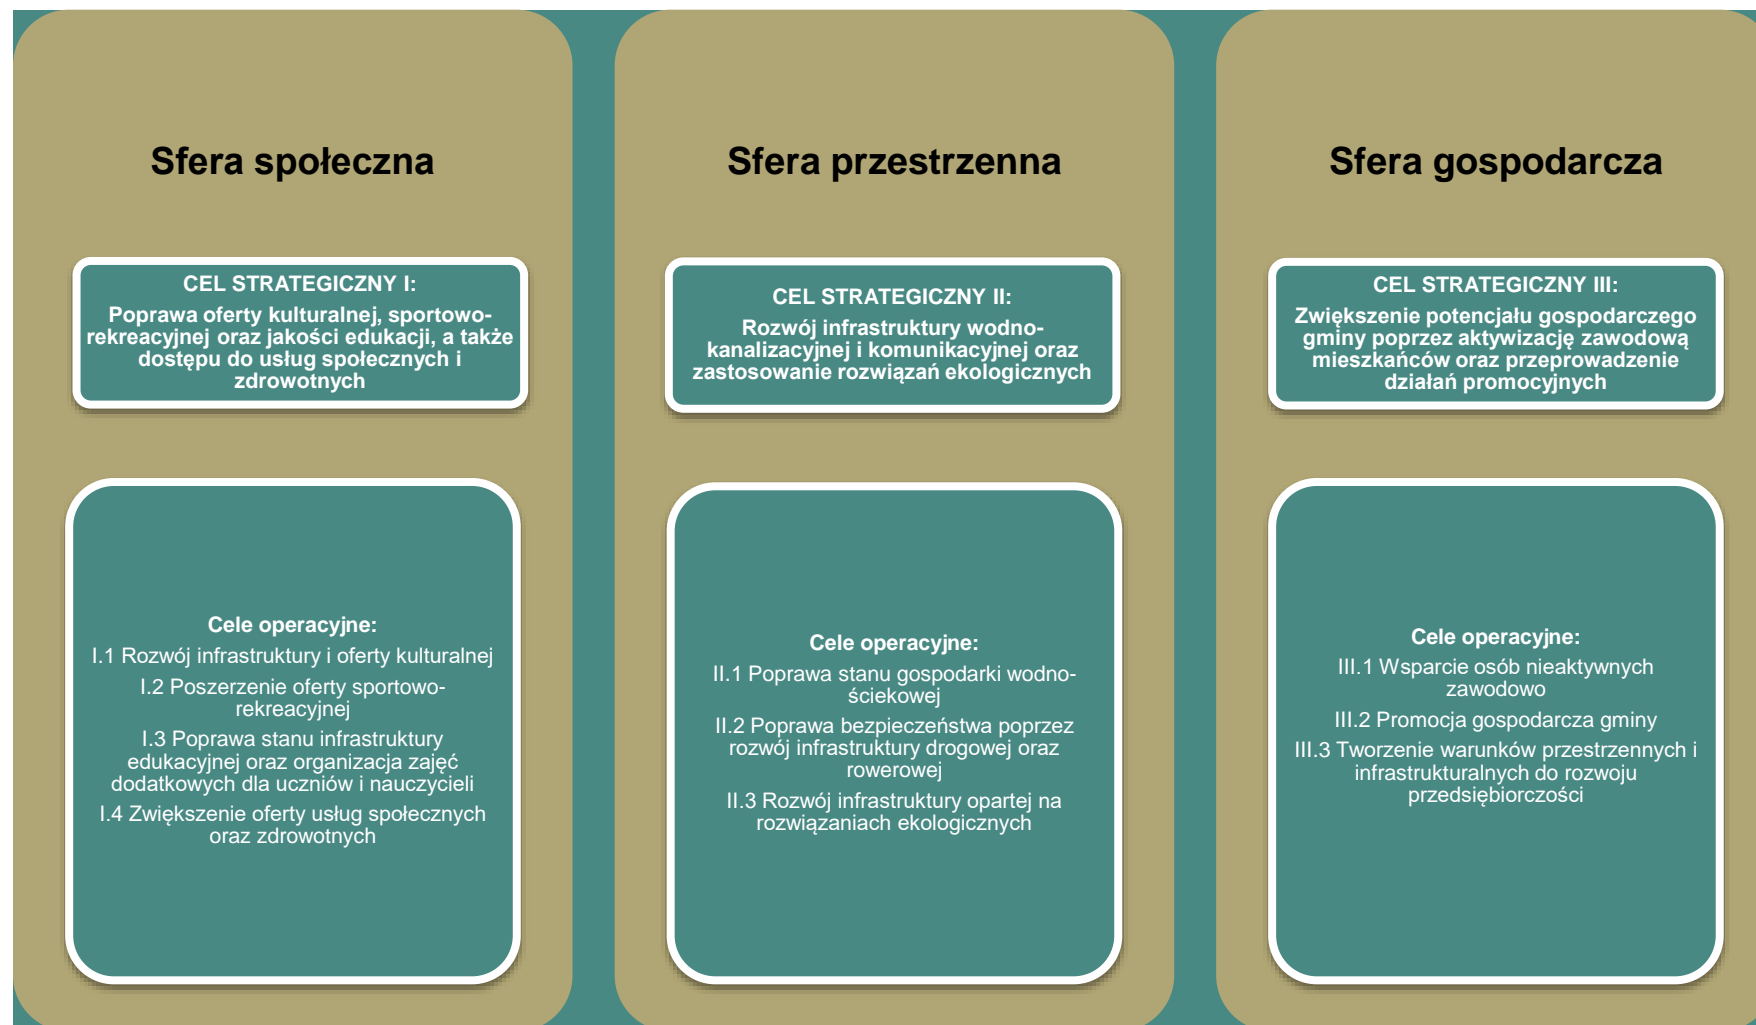 Sfera społeczna
CEL STRATEGICZNY I:
Poprawa oferty kulturalnej, sportowo-
rekreacyjnej oraz jakości edukacji, a także
dostępu do usług społecznych i
zdrowotnych
Cele operacyjne:
I.1 Rozwój infrastruktury i oferty kulturalnej
I.2 Poszerzenie oferty sportowo-
rekreacyjnej
I.3 Poprawa stanu infrastruktury
edukacyjnej oraz organizacja zajęć
dodatkowych dla uczniów i nauczycieli
I.4 Zwiększenie oferty usług społecznych
oraz zdrowotnych
Sfera przestrzenna
CEL STRATEGICZNY II:
Rozwój infrastruktury wodno-
kanalizacyjnej i komunikacyjnej oraz
zastosowanie rozwiązań ekologicznych
Cele operacyjne:
II.1 Poprawa stanu gospodarki wodno-
ściekowej
II.2 Poprawa bezpieczeństwa poprzez
rozwój infrastruktury drogowej oraz
rowerowej
II.3 Rozwój infrastruktury opartej na
rozwiązaniach ekologicznych
Sfera gospodarcza
CEL STRATEGICZNY III:
Zwiększenie potencjału gospodarczego
gminy poprzez aktywizację zawodową
mieszkańców oraz przeprowadzenie
działań promocyjnych
Cele operacyjne:
III.1 Wsparcie osób nieaktywnych
zawodowo
III.2 Promocja gospodarcza gminy
III.3 Tworzenie warunków przestrzennych i
infrastrukturalnych do rozwoju
przedsiębiorczości